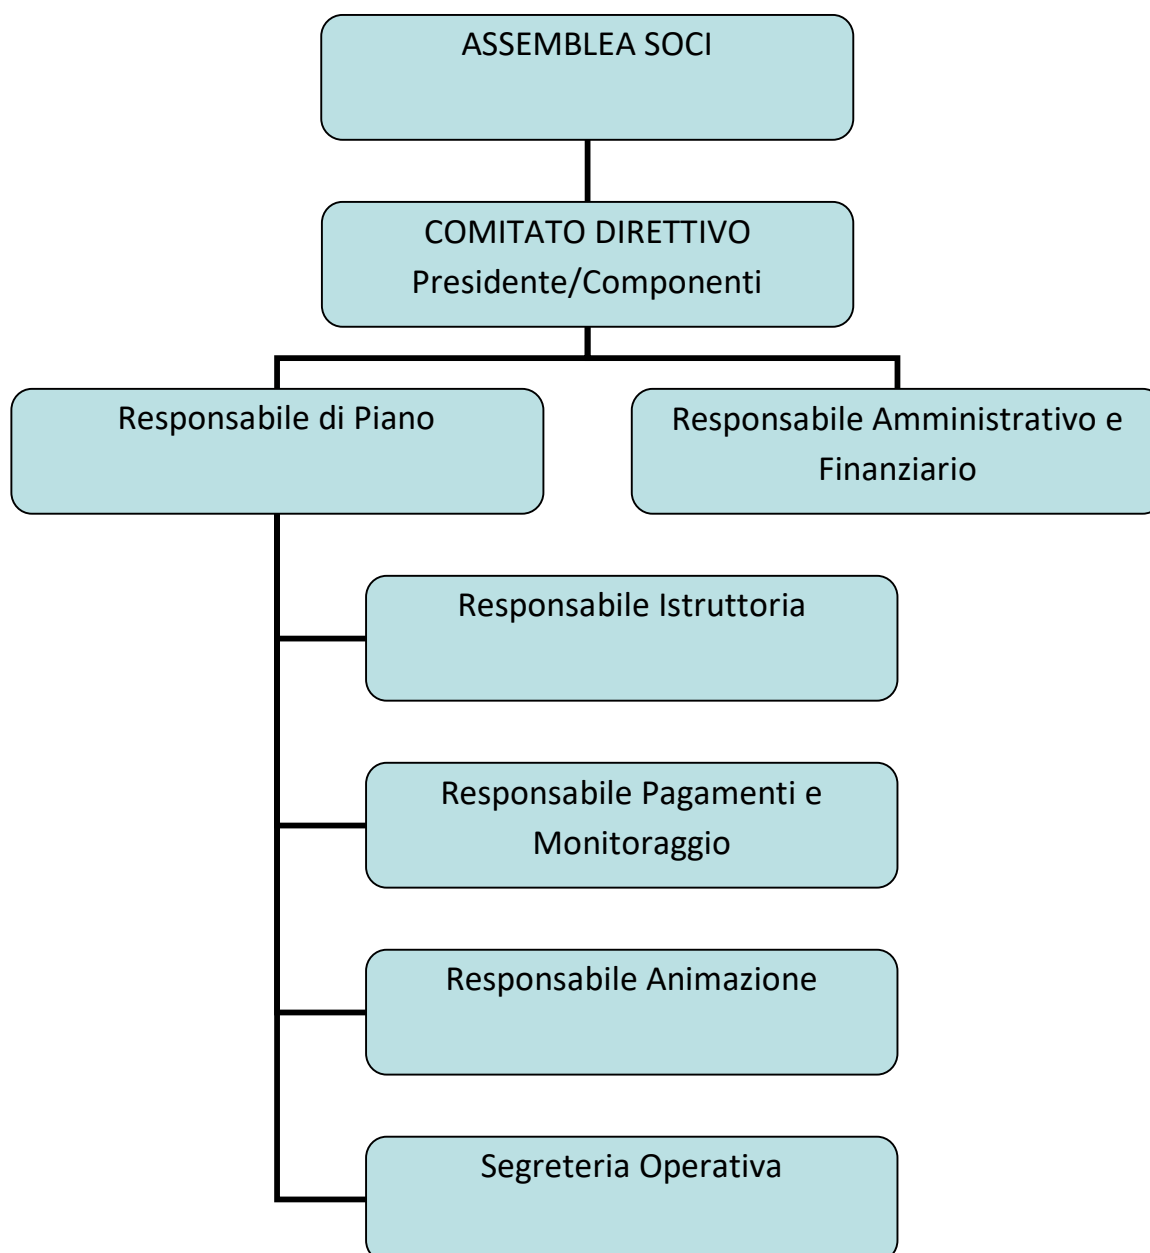 ASSEMBLEA SOCI
COMITATO DIRETTIVO
Presidente/Componenti
Responsabile di Piano
Responsabile Amministrativo e
Finanziario
Responsabile Istruttoria
Responsabile Pagamenti e
Monitoraggio
Responsabile Animazione
Segreteria Operativa